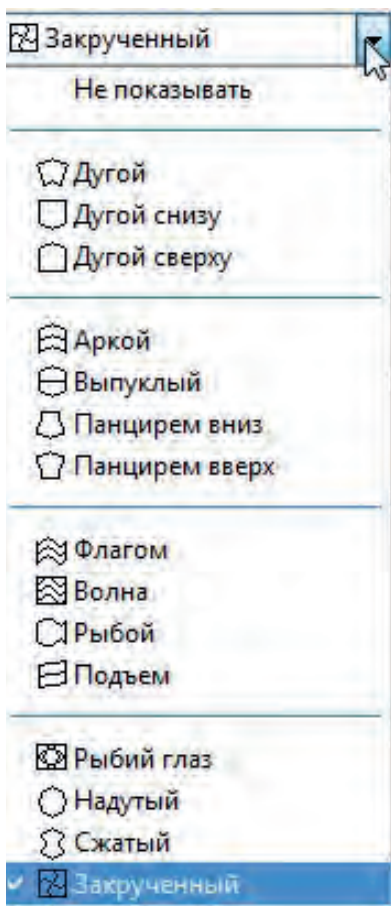 Закрученный
Не показывать
Дугой
Дугой снизу
Дугой сверху
Аркой
Выпуклый
Панцирем вниз
Панцирем вверх
Флагом
Волна
Рыбой
Подъем
Рыбий глаз
Надутый
Сжатый
Закрученный